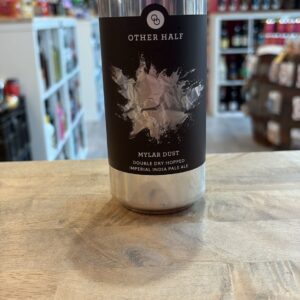 OTHER HALF
MYLAR DUST
DOUBLE DRY HOPPED
IMPERIAL INDIA PALE ALE